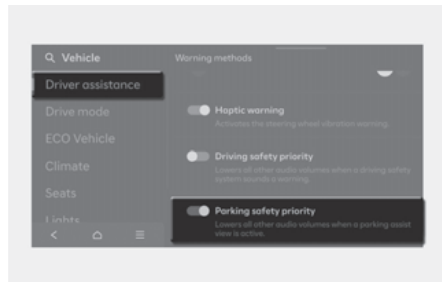 Vehicle
Driver assistance
Drive mode
ECO Vehicle
Climate
Seats
Lights
Warning methods
Haptic warning
Activates the steering wheel vibration warning.
Driving safety priority
Lowers all other audio volumes when a driving safety
system sounds a warning.
Parking safety priority
Lowers all other audio volumes when a parking assist
view is active.